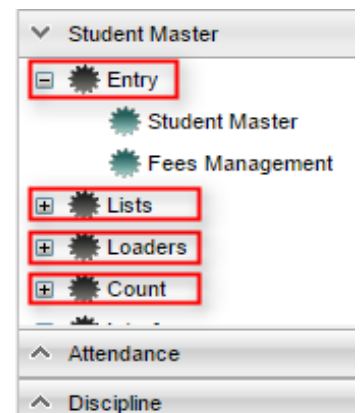 Student Master
Entry
Student Master
Fees Management
Lists
Loaders
Count
Attendance
Discipline